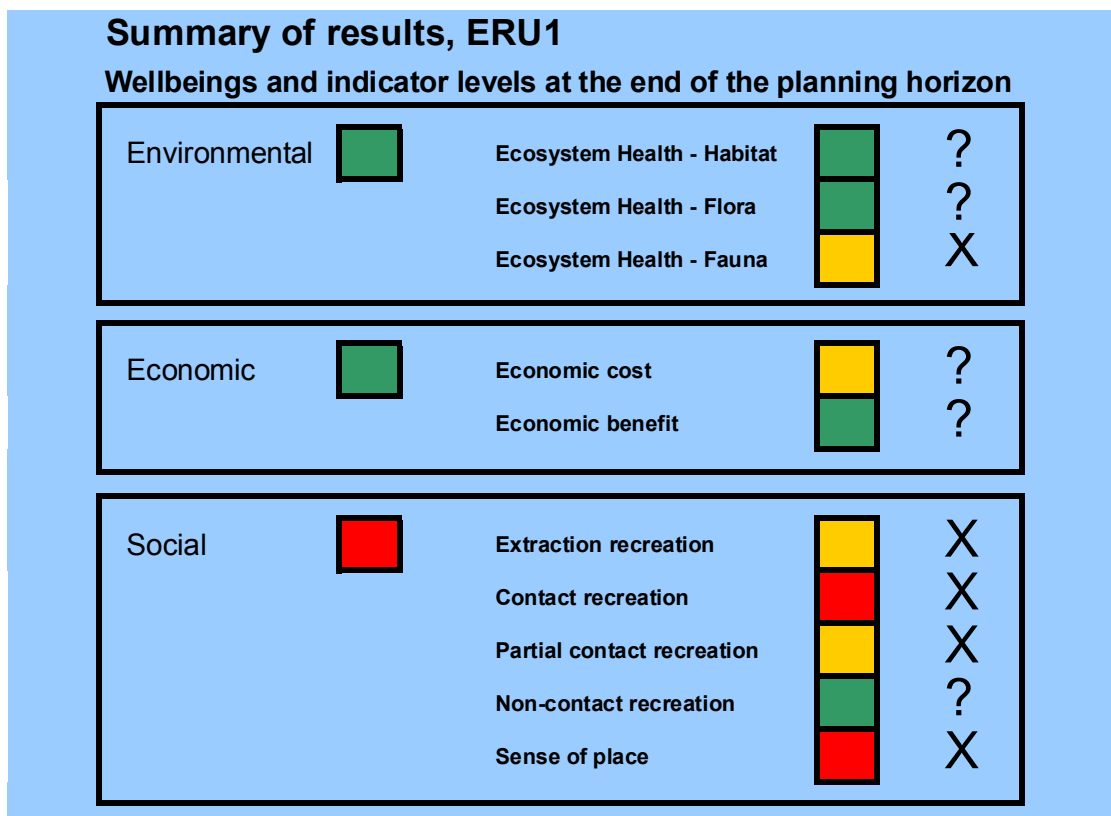 Summary of results, ERU1
Wellbeings and indicator levels at the end of the planning horizon
Environmental
Ecosystem Health - Habitat ?
Ecosystem Health - Flora ?
Ecosystem Health - Fauna X
Economic
Economic cost ?
Economic benefit ?
Social
Extraction recreation X
Contact recreation X
Partial contact recreation X
Non-contact recreation ?
Sense of place X